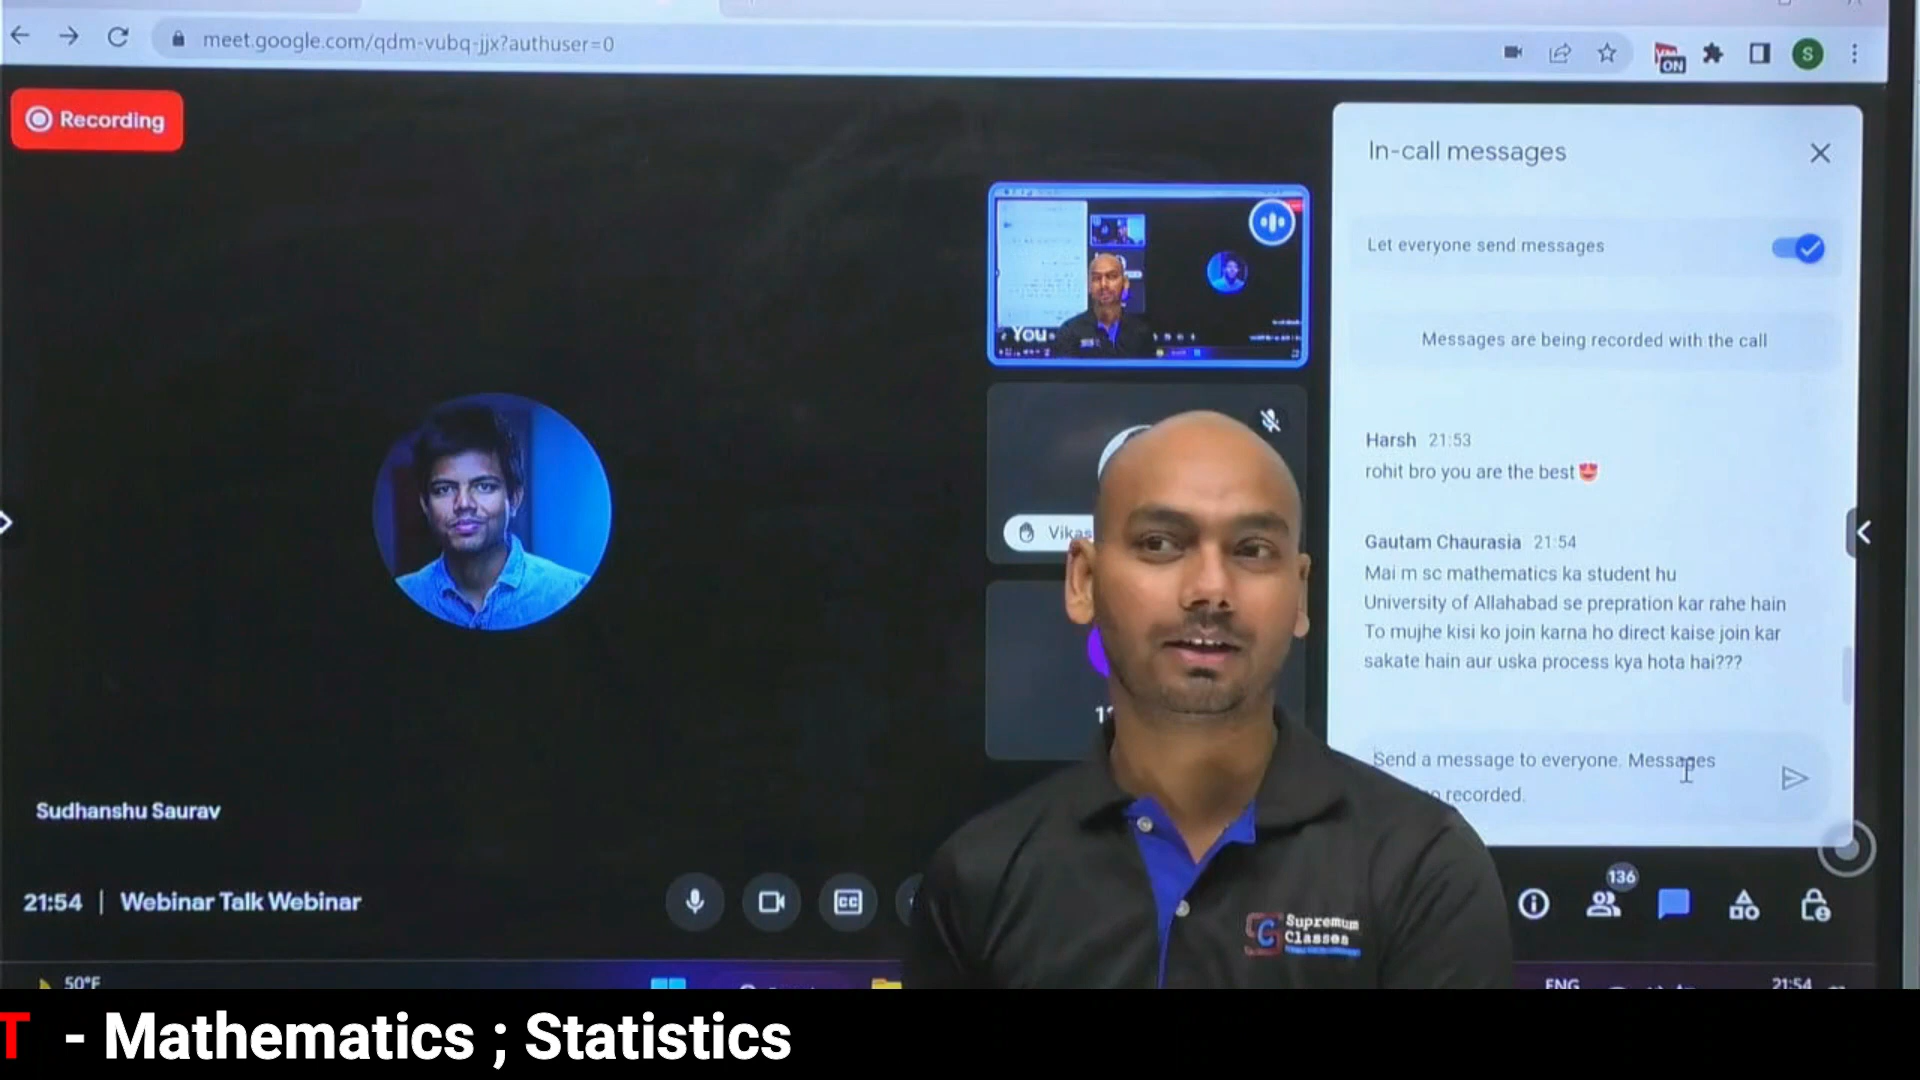 meet.google.com/qdm-vubq-jjx?authuser=0
ON
S
Recording
In-call messages
Let everyone send messages
Messages are being recorded with the call
You
Harsh 21:53
rohit bro you are the best
Vikas
Gautam Chaurasia 21:54
Mai m sc mathematics ka student hu
University of Allahabad se prepration kar rahe hain
To mujhe kisi ko join karna ho direct kaise join kar
sakate hain aur uska process kya hota hai???
Send a message to everyone. Messages
recorded.
Sudhanshu Saurav
21:54 | Webinar Talk Webinar
CC
136
Supremum
Classes
50°F
ENG
21:54
T - Mathematics ; Statistics